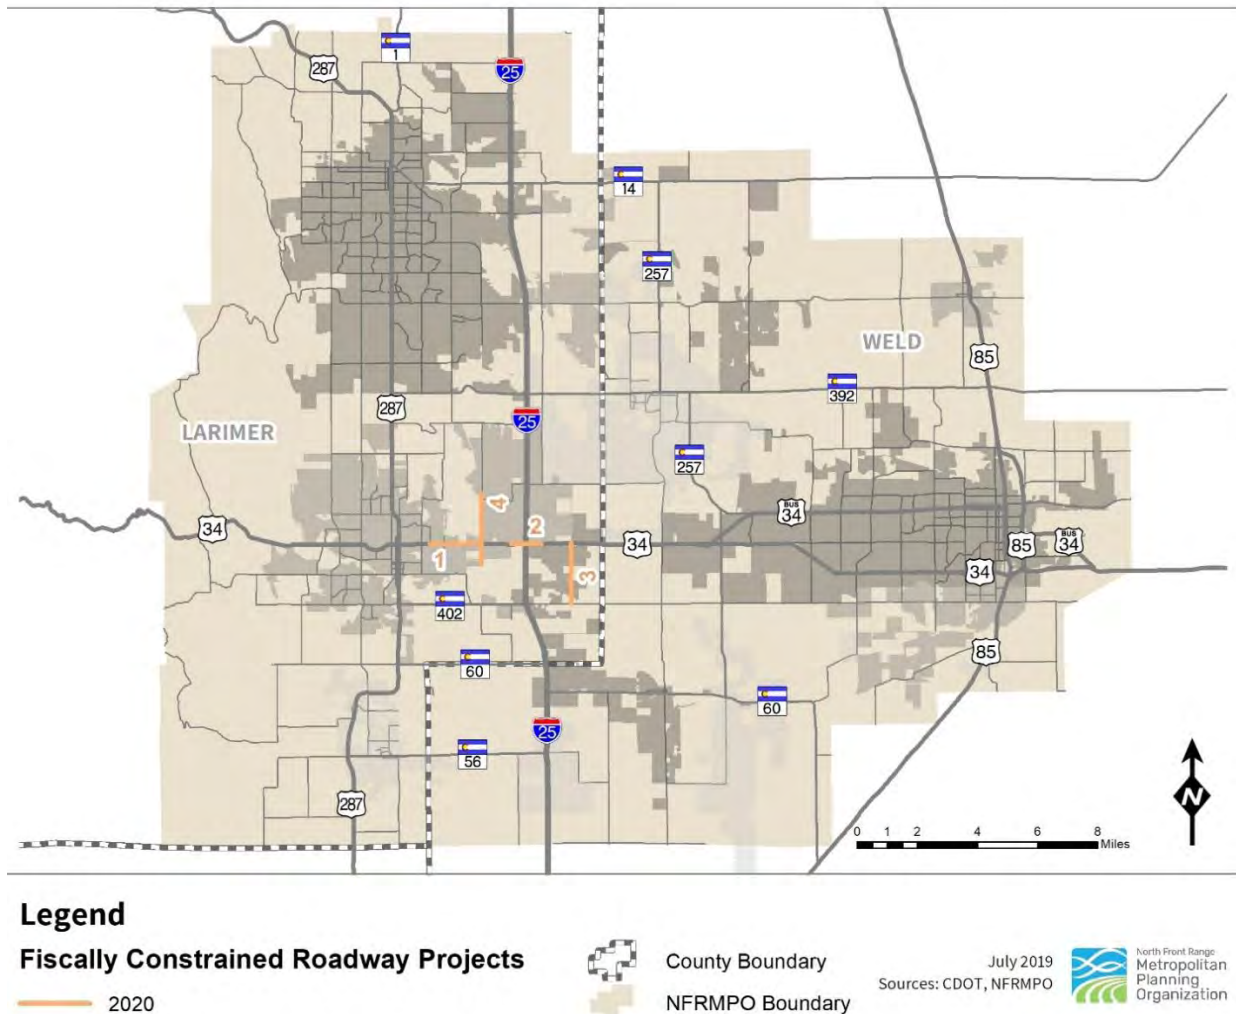 1
287
25
14
257
WELD
85
392
287
25
LARIMER
257
4
BUS
34
34
2
34
85
BUS
34
1
3
34
402
85
60
60
25
56
287
N
0 1 2 4 6 8
Miles
Legend
Fiscally Constrained Roadway Projects
2020
County Boundary
NFRMPO Boundary
July 2019
Sources: CDOT, NFRMPO
North Front Range
Metropolitan
Planning
Organization